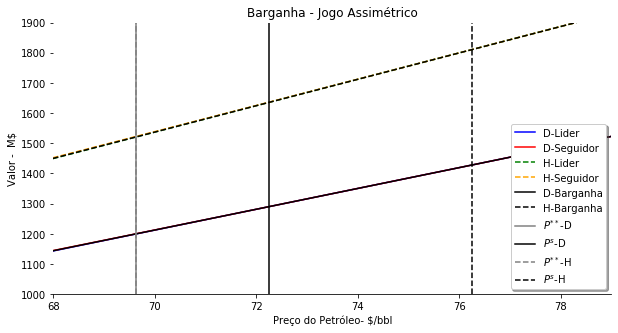 Barganha - Jogo Assimétrico
1900
1800
1700
1600
1500
1400
1300
1200
1100
1000
Valor - M$
68
70
72
74
76
78
Preço do Petróleo- $/bbl
D-Lider
D-Seguidor
H-Lider
H-Seguidor
D-Barganha
H-Barganha
P**-D
Pˢ-D
P**-H
Pˢ-H